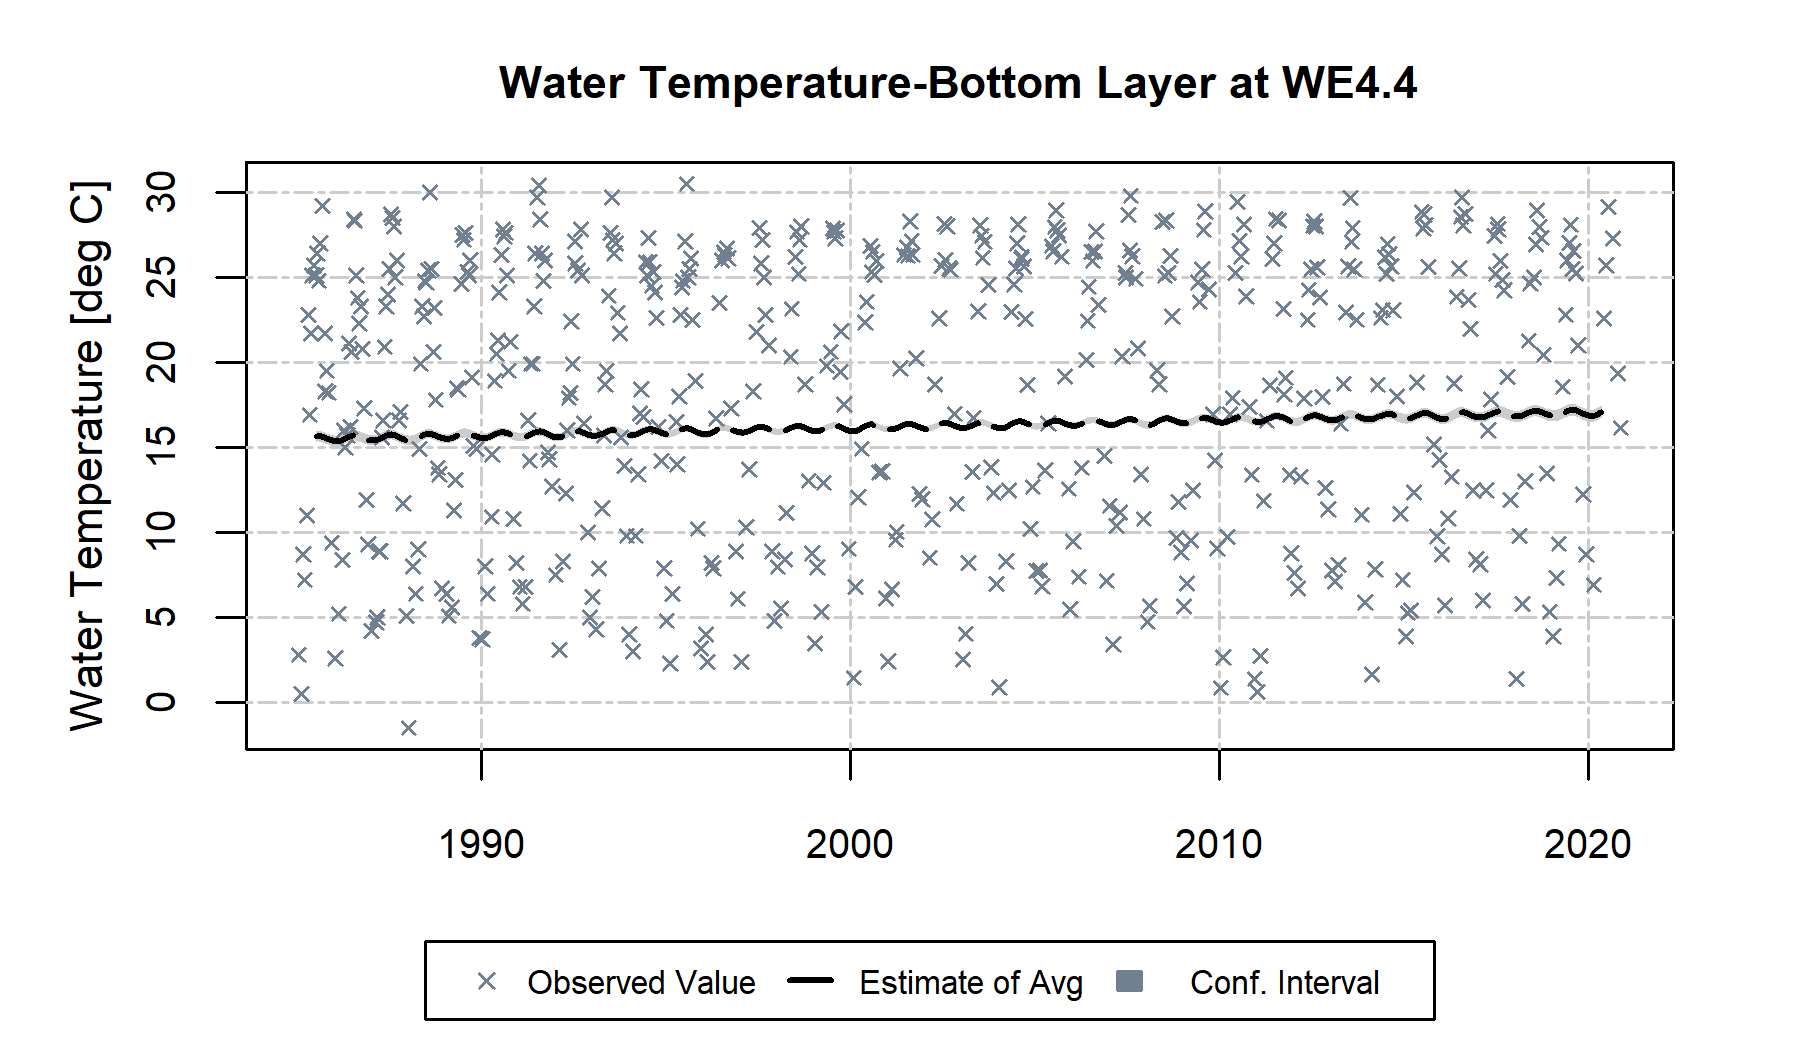 Water Temperature-Bottom Layer at WE4.4
Water Temperature [deg C]
30
25
20
15
10
5
0
1990 2000 2010 2020
Observed Value Estimate of Avg Conf. Interval